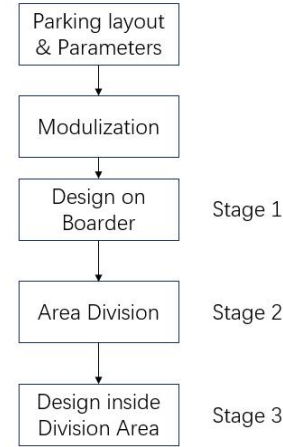 Parking layout
& Parameters
Modulization
Design on
Boarder
Stage 1
Area Division
Stage 2
Design inside
Division Area
Stage 3